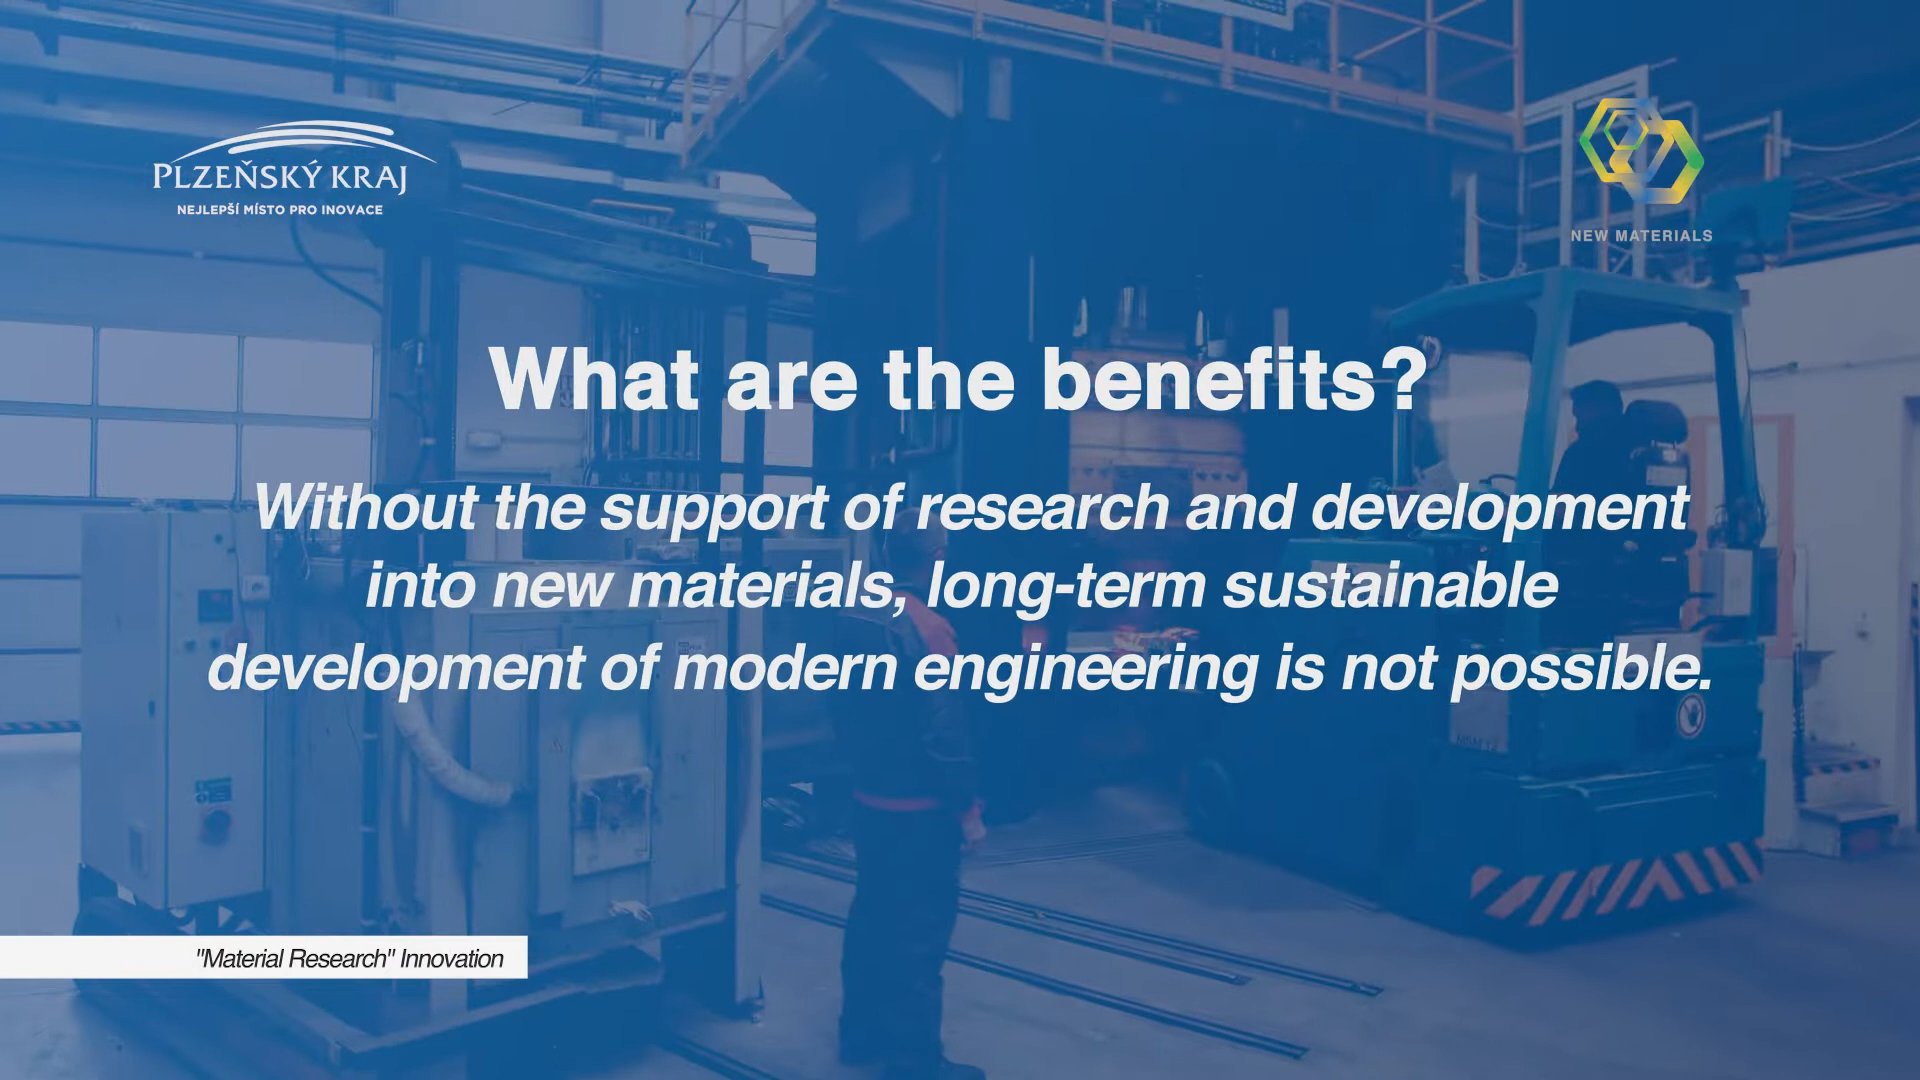 PLZEŇSKÝ KRAJ
NEJLEPŠÍ MÍSTO PRO INOVACE
NEW MATERIALS
What are the benefits?
Without the support of research and development
into new materials, long-term sustainable
development of modern engineering is not possible.
"Material Research" Innovation